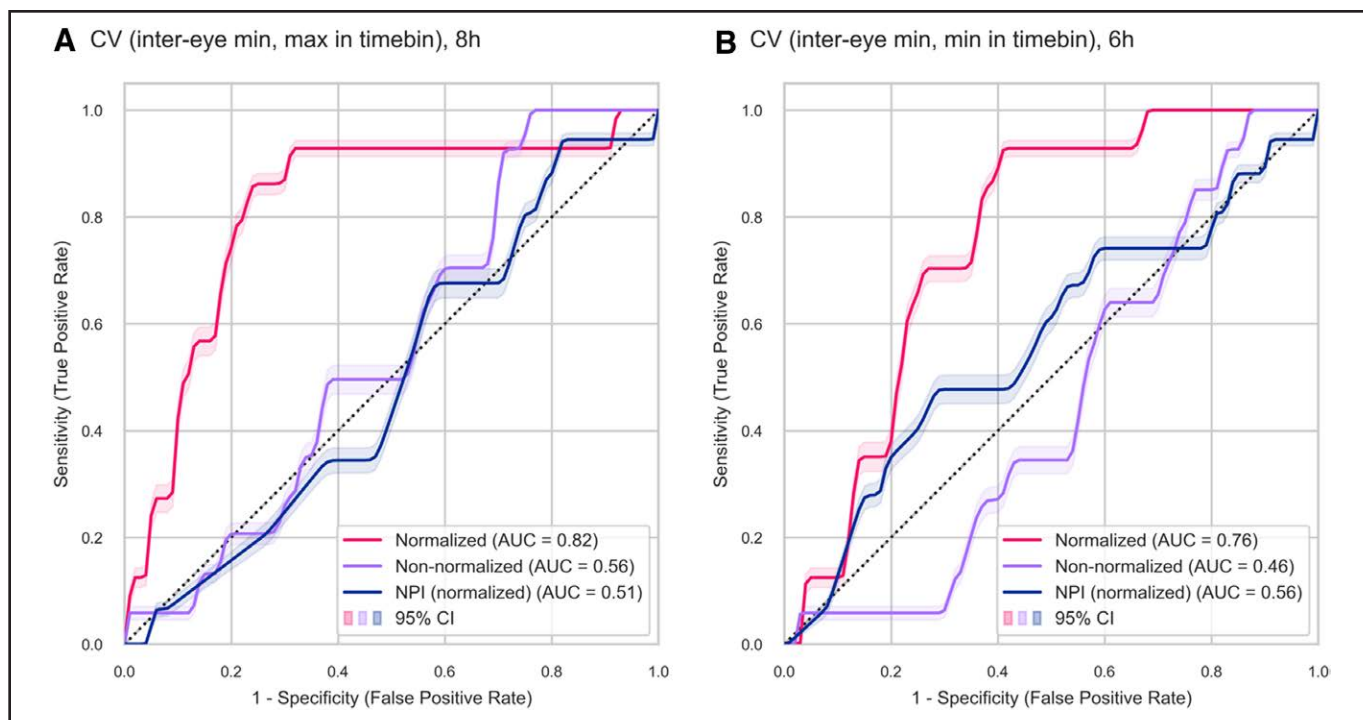 A CV (inter-eye min, max in timebin), 8h
1.0
0.8
0.6
0.4
0.2
0.0
Sensitivity (True Positive Rate)
Normalized (AUC = 0.82)
Non-normalized (AUC = 0.56)
NPI (normalized) (AUC = 0.51)
95% CI
0.0 0.2 0.4 0.6 0.8 1.0
1 - Specificity (False Positive Rate)
B CV (inter-eye min, min in timebin), 6h
1.0
0.8
0.6
0.4
0.2
0.0
Sensitivity (True Positive Rate)
Normalized (AUC = 0.76)
Non-normalized (AUC = 0.46)
NPI (normalized) (AUC = 0.56)
95% CI
0.0 0.2 0.4 0.6 0.8 1.0
1 - Specificity (False Positive Rate)